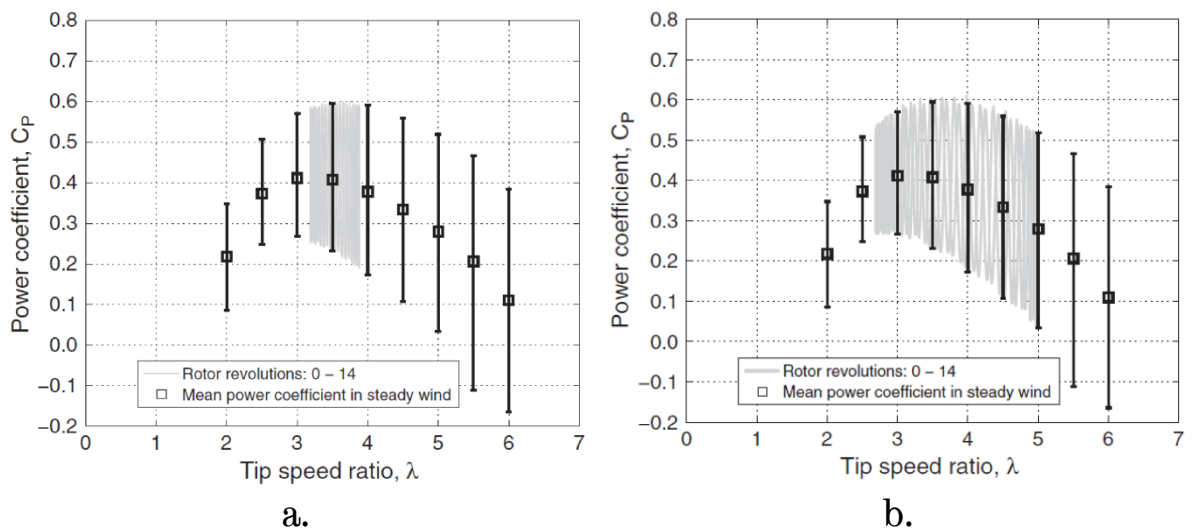 0.8
0.7
0.6
0.5
0.4
0.3
0.2
0.1
0.0
−0.1
−0.2
Power coefficient, CP
Rotor revolutions: 0 – 14
Mean power coefficient in steady wind
0 1 2 3 4 5 6 7
Tip speed ratio, λ
a.
0.8
0.7
0.6
0.5
0.4
0.3
0.2
0.1
0.0
−0.1
−0.2
Power coefficient, CP
Rotor revolutions: 0 – 14
Mean power coefficient in steady wind
0 1 2 3 4 5 6 7
Tip speed ratio, λ
b.